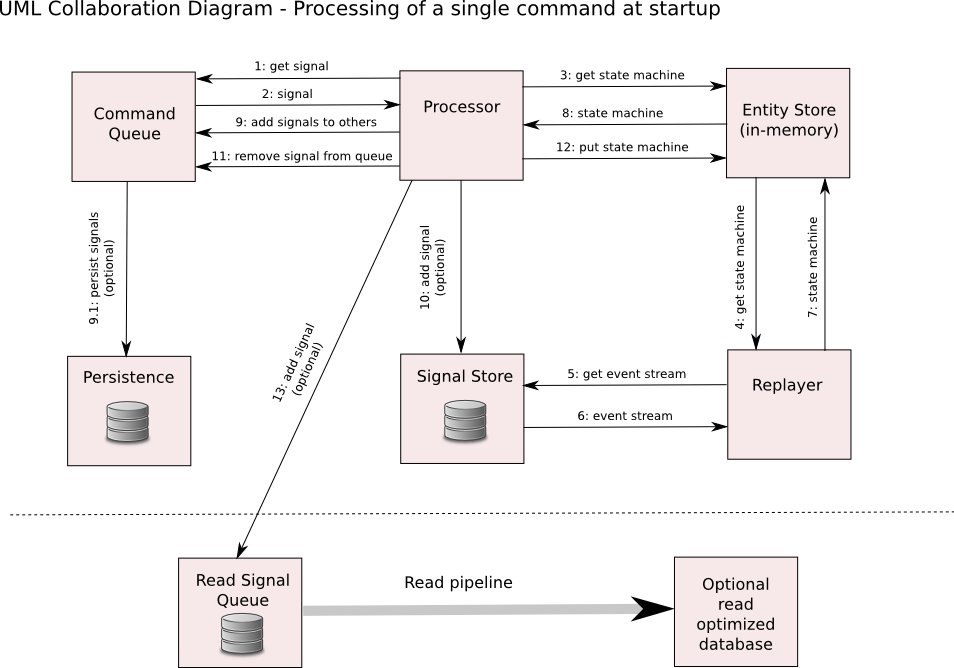 UML Collaboration Diagram - Processing of a single command at startup
1: get signal
2: signal
9: add signals to others
11: remove signal from queue
3: get state machine
8: state machine
12: put state machine
Command
Queue
Processor
Entity Store
(in-memory)
9.1: persist signals
(optional)
13: add signal
(optional)
10: add signal
(optional)
4: get state machine
7: state machine
Persistence
Signal Store
5: get event stream
6: event stream
Replayer
Read Signal
Queue
Read pipeline
Optional
read
optimized
database